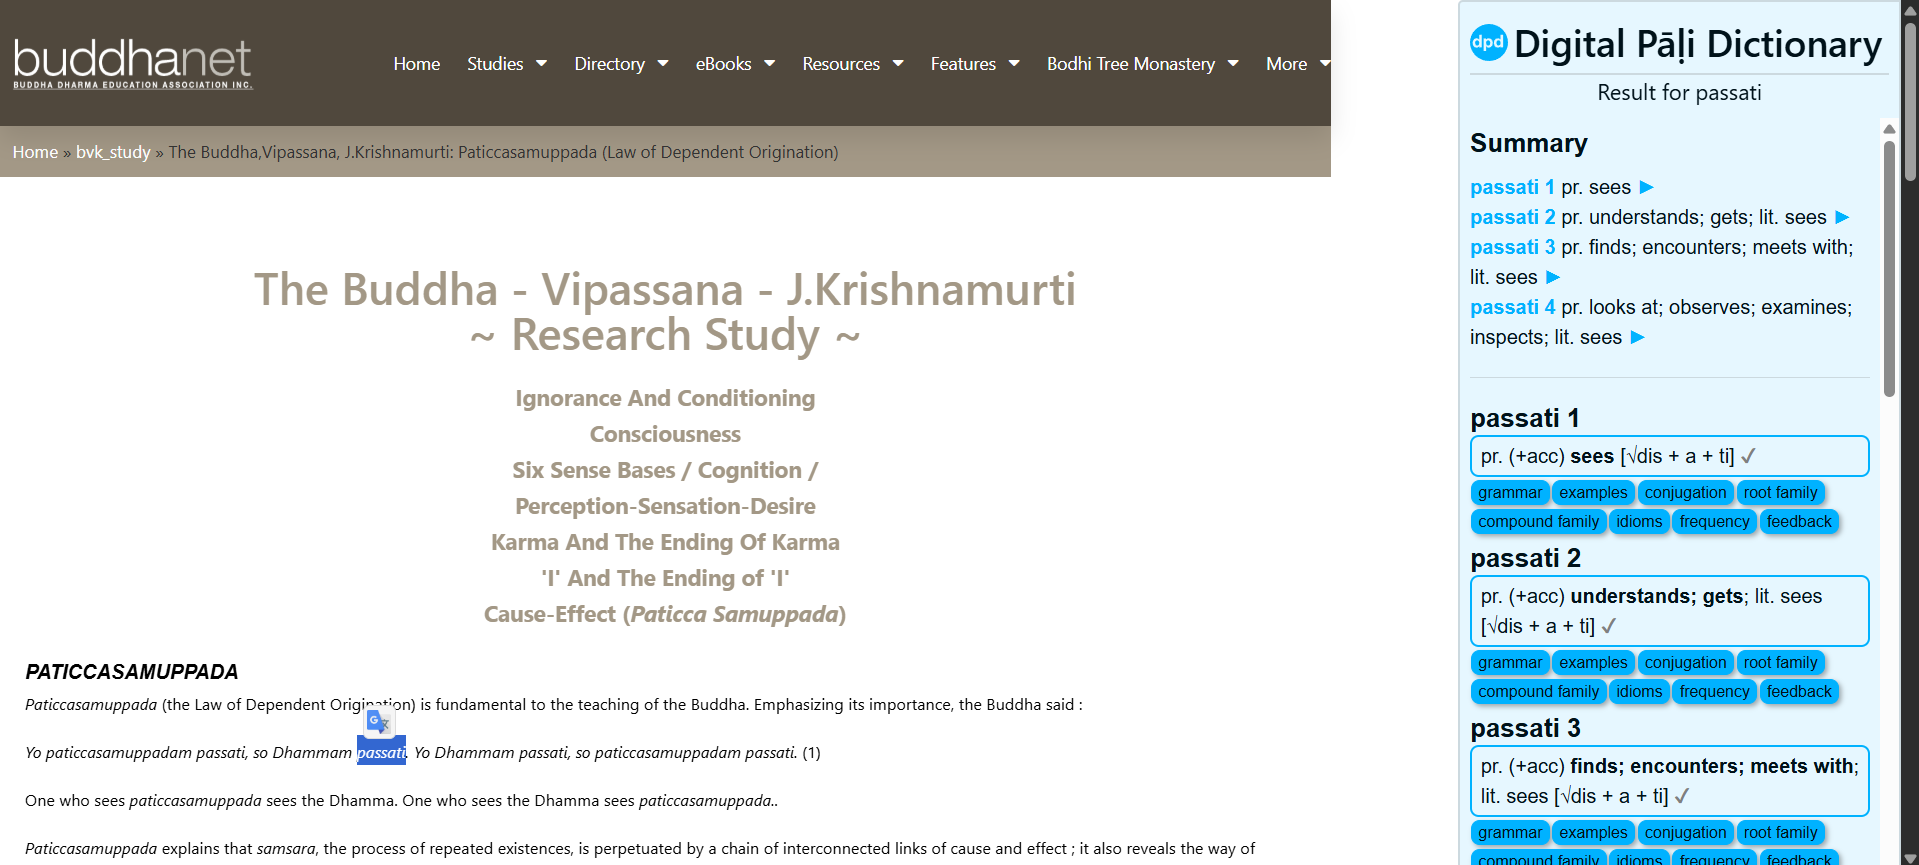 buddhanet
BUDDHA DHARMA EDUCATION ASSOCIATION INC.
Home Studies Directory eBooks Resources Features Bodhi Tree Monastery More
Home » bvk_study » The Buddha,Vipassana, J.Krishnamurti: Paticcasamuppada (Law of Dependent Origination)
The Buddha - Vipassana - J.Krishnamurti
~ Research Study ~
Ignorance And Conditioning
Consciousness
Six Sense Bases / Cognition /
Perception-Sensation-Desire
Karma And The Ending Of Karma
'I' And The Ending of 'I'
Cause-Effect (Paticca Samuppada)
PATICCASAMUPPADA
Paticcasamuppada (the Law of Dependent Origination) is fundamental to the teaching of the Buddha. Emphasizing its importance, the Buddha said :
Yo paticcasamuppadam passati, so Dhammam passati. Yo Dhammam passati, so paticcasamuppadam passati. (1)
One who sees paticcasamuppada sees the Dhamma. One who sees the Dhamma sees paticcasamuppada..
Paticcasamuppada explains that samsara, the process of repeated existences, is perpetuated by a chain of interconnected links of cause and effect ; it also reveals the way of
dpd Digital Pāḷi Dictionary
Result for passati
Summary
passati 1 pr. sees ►
passati 2 pr. understands; gets; lit. sees ►
passati 3 pr. finds; encounters; meets with;
lit. sees ►
passati 4 pr. looks at; observes; examines;
inspects; lit. sees ►
passati 1
pr. (+acc) sees [√dis + a + ti] ✓
grammar examples conjugation root family
compound family idioms frequency feedback
passati 2
pr. (+acc) understands; gets; lit. sees
[√dis + a + ti] ✓
grammar examples conjugation root family
compound family idioms frequency feedback
passati 3
pr. (+acc) finds; encounters; meets with;
lit. sees [√dis + a + ti] ✓
grammar examples conjugation root family
compound family idioms frequency feedback